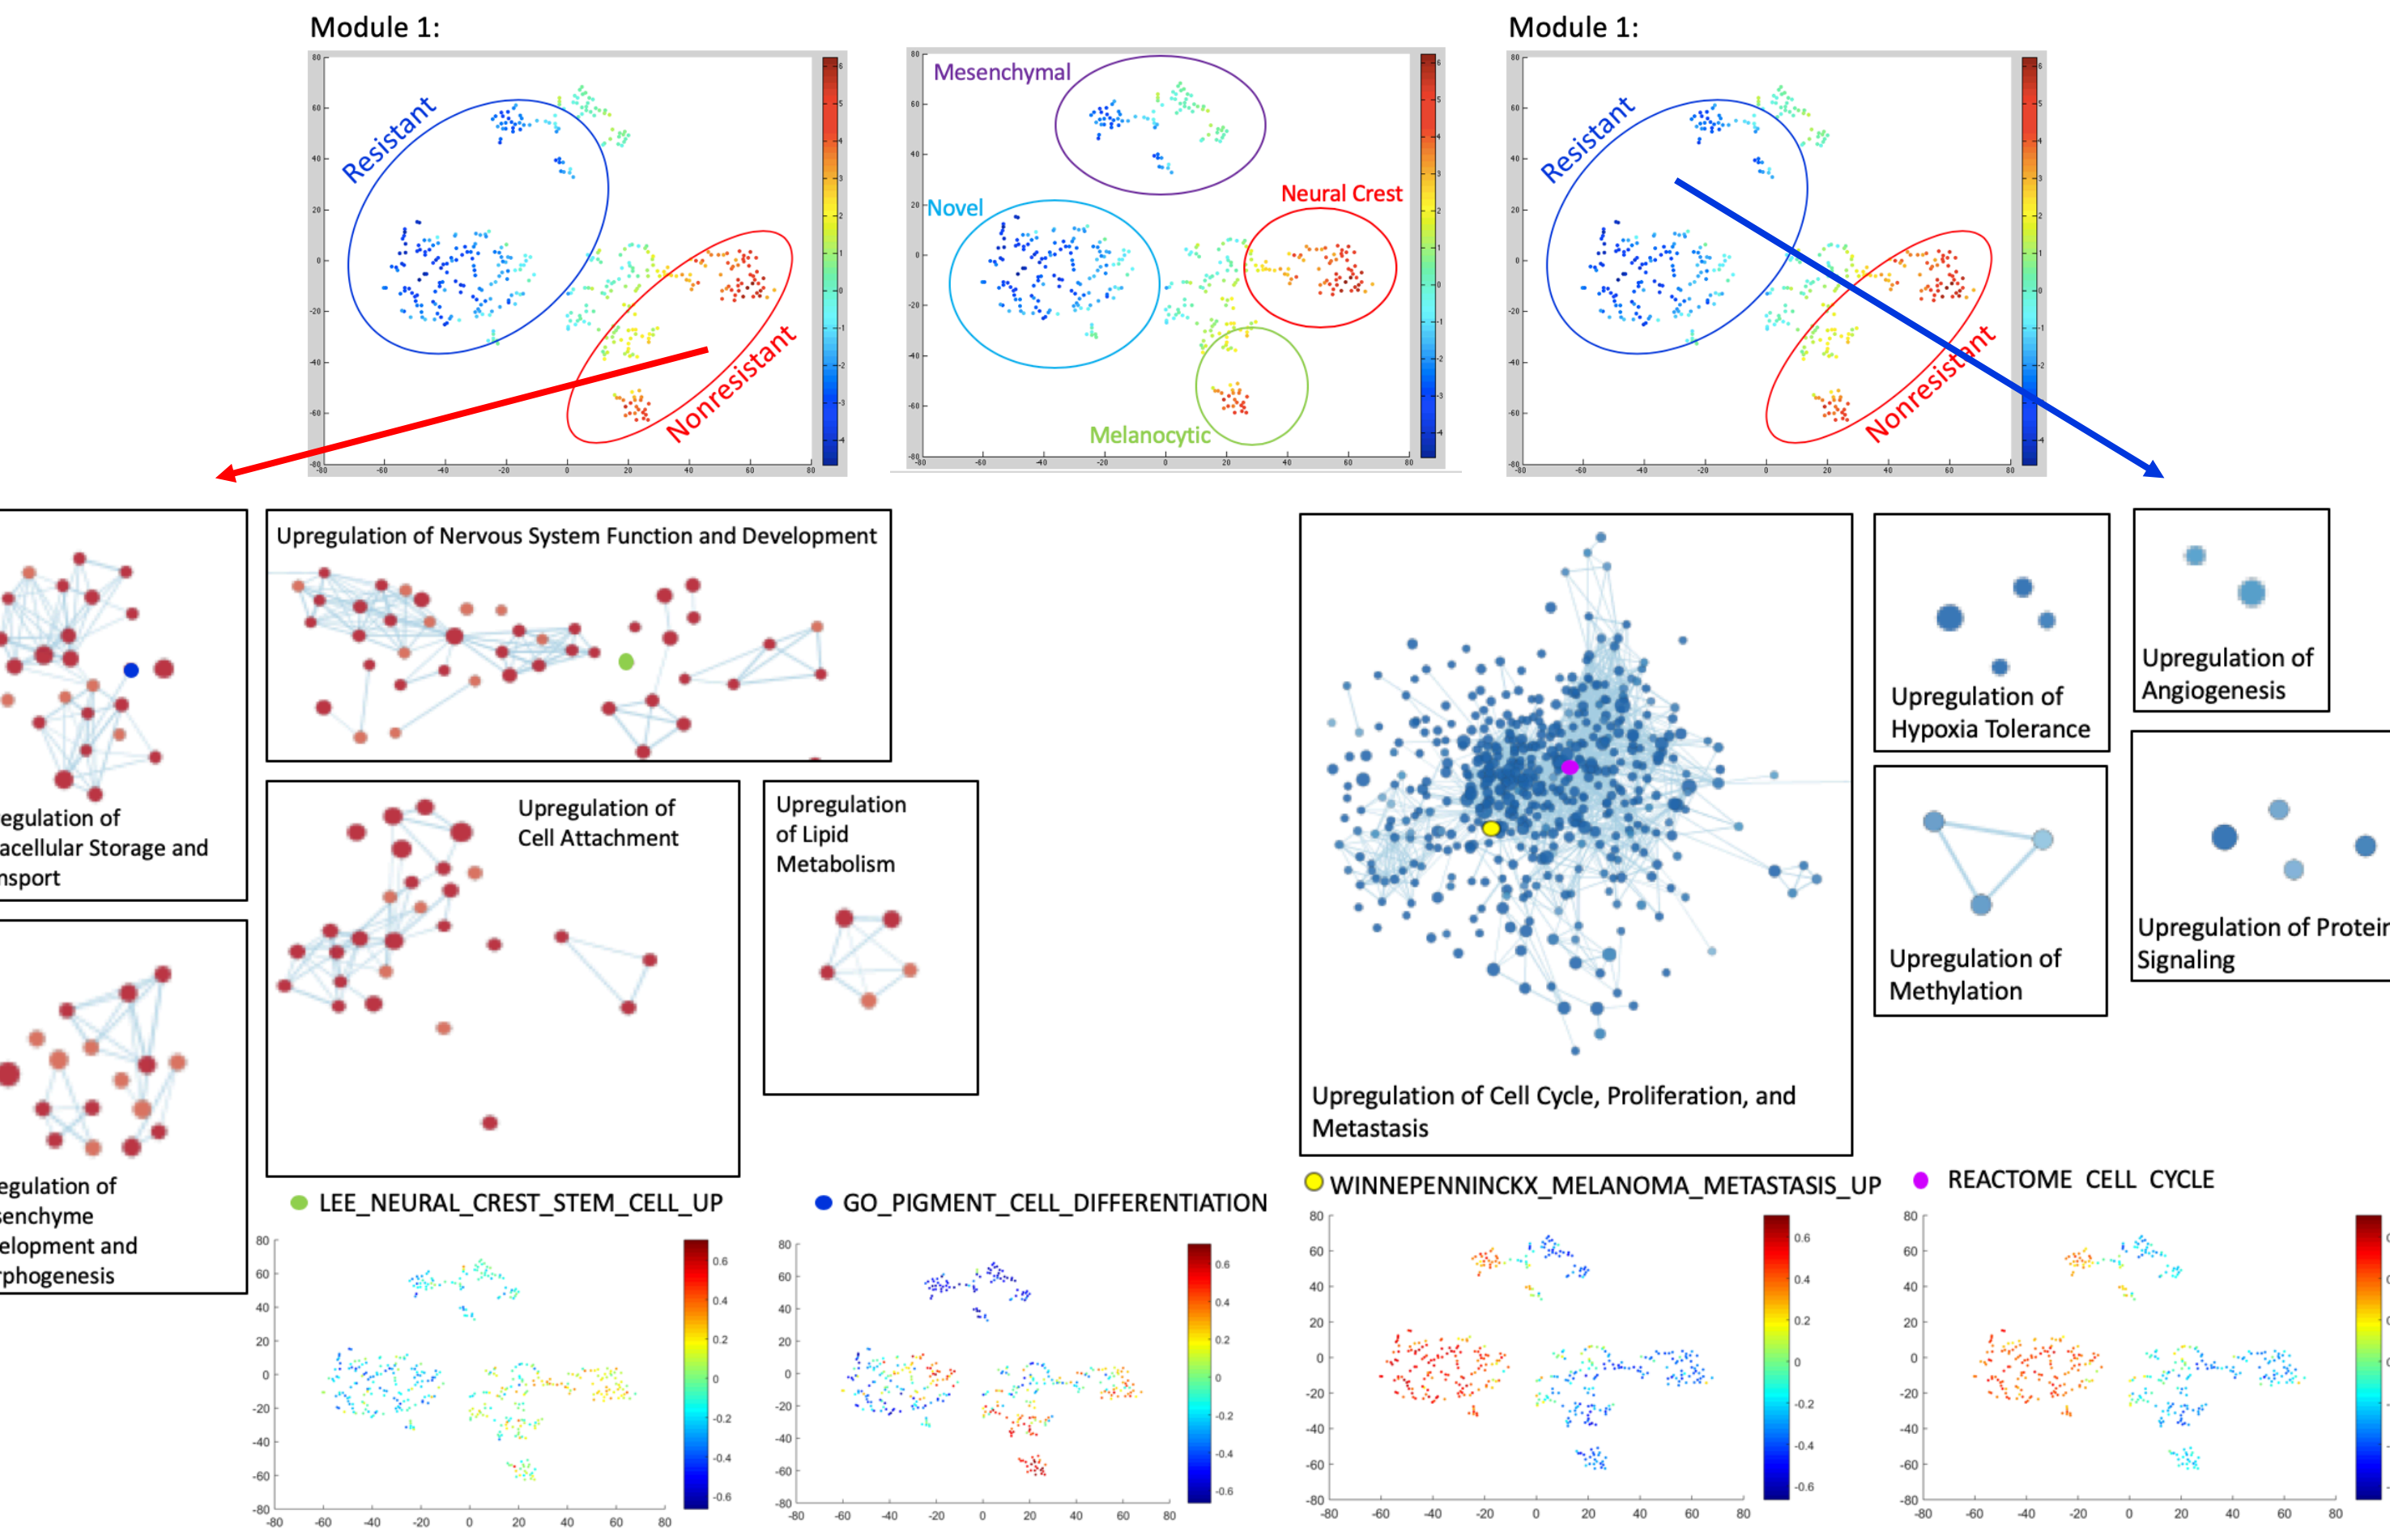 Module 1:
Module 1:
Resistant
Nonresistant
Mesenchymal
Novel
Neural Crest
Melanocytic
Resistant
Nonresistant
egulation of
acellular Storage and
nsport
Upregulation of Nervous System Function and Development
Upregulation of
Cell Attachment
Upregulation
of Lipid
Metabolism
egulation of
senchyme
elopment and
rphogenesis
Upregulation of Cell Cycle, Proliferation, and
Metastasis
Upregulation of
Hypoxia Tolerance
Upregulation of
Angiogenesis
Upregulation of
Methylation
Upregulation of Protein
Signaling
LEE_NEURAL_CREST_STEM_CELL_UP
GO_PIGMENT_CELL_DIFFERENTIATION
WINNEPENNINCKX_MELANOMA_METASTASIS_UP
REACTOME CELL CYCLE